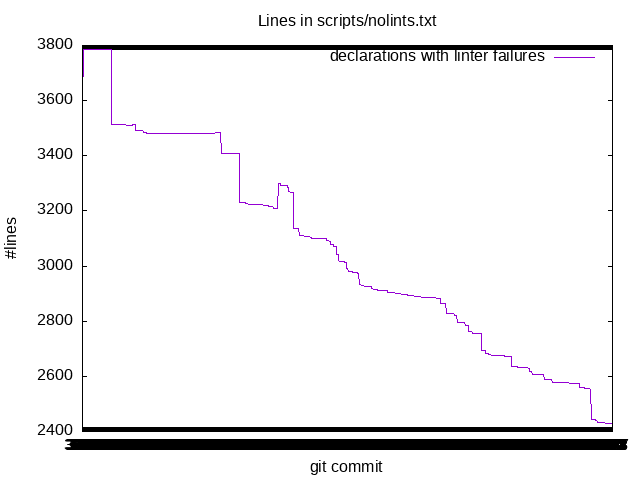 Lines in scripts/nolints.txt
declarations with linter failures
3800
3600
3400
3200
3000
2800
2600
2400
#lines
git commit